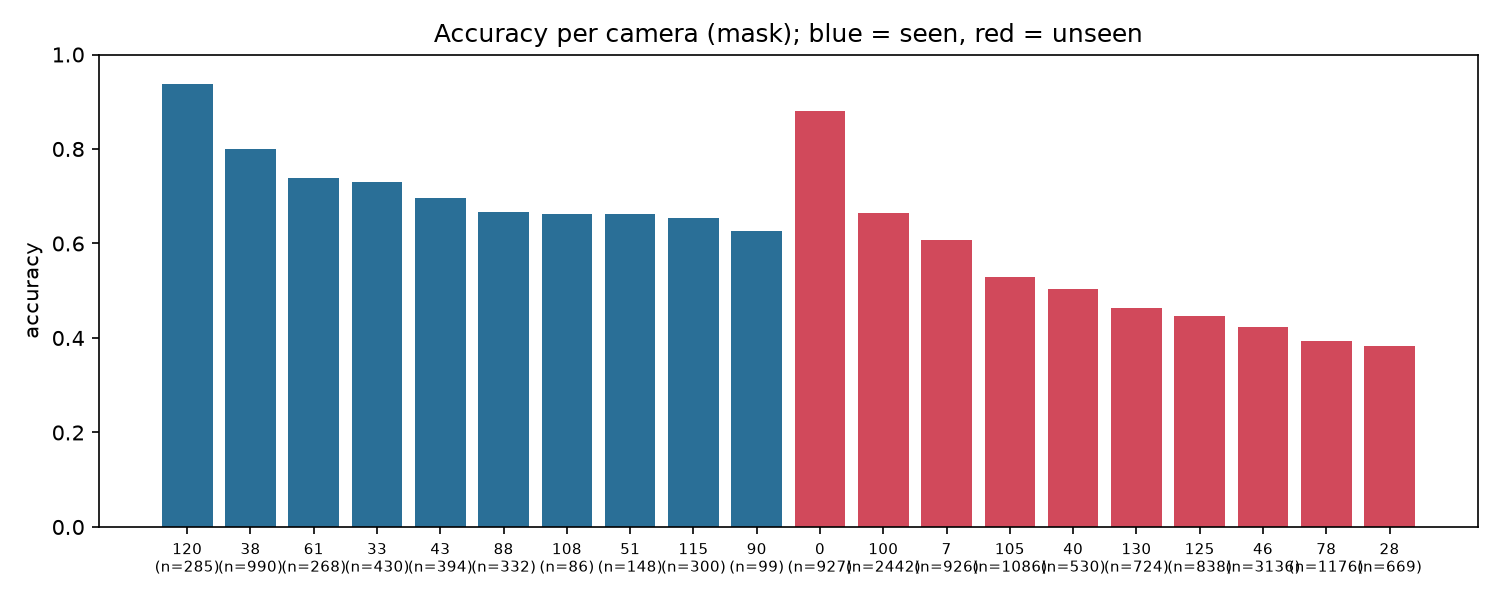 Accuracy per camera (mask); blue = seen, red = unseen
accuracy
1.0
0.8
0.6
0.4
0.2
0.0
120 38 61 33 43 88 108 51 115 90 0 100 7 105 40 130 125 46 78 28
(n=285) (n=990) (n=268) (n=430) (n=394) (n=332) (n=86) (n=148) (n=300) (n=99) (n=927) (n=2442) (n=926) (n=1086) (n=530) (n=724) (n=838) (n=3136) (n=1176) (n=669)